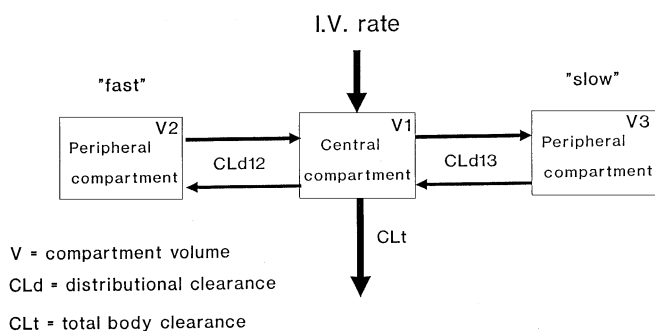 I.V. rate
"fast"
"slow"
V2
Peripheral
compartment
CLd12
V1
Central
compartment
CLd13
V3
Peripheral
compartment
CLt
V = compartment volume
CLd = distributional clearance
CLt = total body clearance